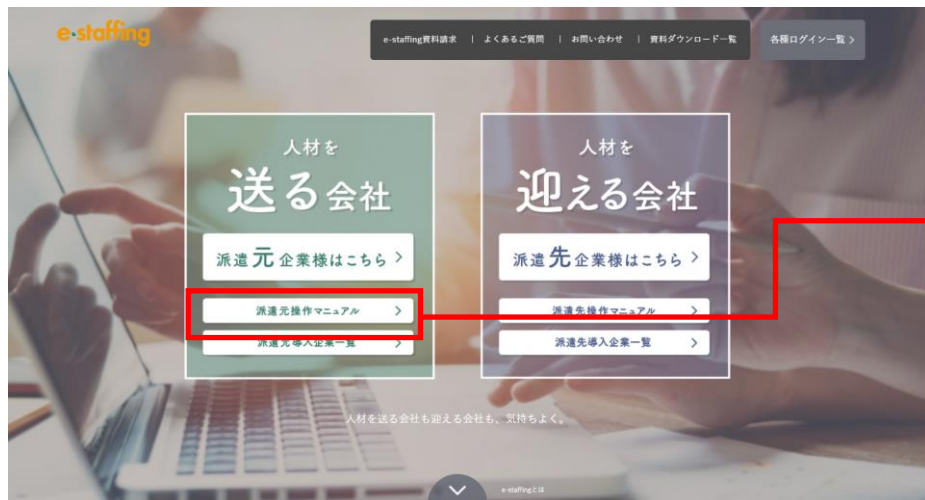 e-staffing
e-staffing資料請求 | よくあるご質問 | お問い合わせ | 資料ダウンロード一覧
各種ログイン一覧 >
人材を
送る会社
派遣元企業様はこちら >
派遣元操作マニュアル >
派遣元導入企業一覧 >
人材を
迎える会社
派遣先企業様はこちら >
派遣先操作マニュアル >
派遣先導入企業一覧 >
人材を送る会社も迎える会社も、気持ちよく。
e-staffingとは